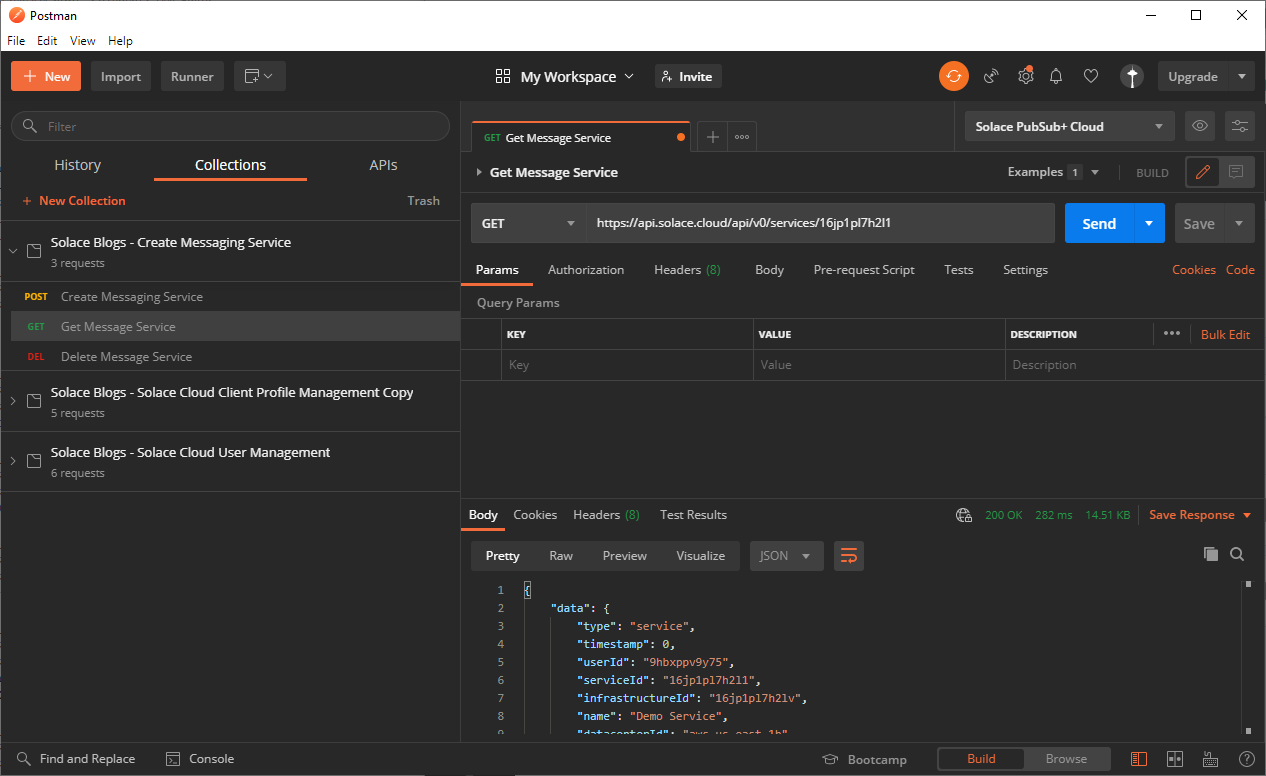 Postman
File Edit View Help
New Import Runner My Workspace Invite Upgrade
Filter
History Collections APIs
New Collection Trash
Solace Blogs - Create Messaging Service
3 requests
POST Create Messaging Service
GET Get Message Service
DEL Delete Message Service
Solace Blogs - Solace Cloud Client Profile Management Copy
5 requests
Solace Blogs - Solace Cloud User Management
6 requests
GET Get Message Service Solace PubSub+ Cloud
Get Message Service Examples 1 BUILD
GET https://api.solace.cloud/api/v0/services/16jp1pl7h2l1 Send Save
Params Authorization Headers (8) Body Pre-request Script Tests Settings Cookies Code
Query Params
KEY VALUE DESCRIPTION Bulk Edit
Key Value Description
Body Cookies Headers (8) Test Results 200 OK 282 ms 14.51 KB Save Response
Pretty Raw Preview Visualize JSON
1 {
2 "data": {
3 "type": "service",
4 "timestamp": 0,
5 "userId": "9hbxppv9y75",
6 "serviceId": "16jp1pl7h2l1",
7 "infrastructureId": "16jp1pl7h2lv",
8 "name": "Demo Service",
9 "datacenterId": "aws-us-east-1b"
Find and Replace Console Bootcamp Build Browse